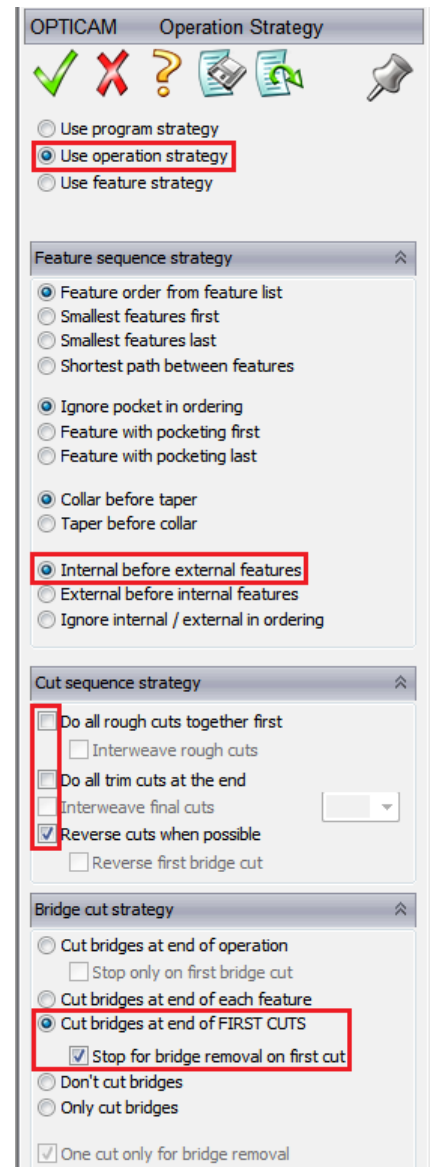 OPTICAM Operation Strategy
Use program strategy
Use operation strategy
Use feature strategy
Feature sequence strategy
Feature order from feature list
Smallest features first
Smallest features last
Shortest path between features
Ignore pocket in ordering
Feature with pocketing first
Feature with pocketing last
Collar before taper
Taper before collar
Internal before external features
External before internal features
Ignore internal / external in ordering
Cut sequence strategy
Do all rough cuts together first
Interweave rough cuts
Do all trim cuts at the end
Interweave final cuts
Reverse cuts when possible
Reverse first bridge cut
Bridge cut strategy
Cut bridges at end of operation
Stop only on first bridge cut
Cut bridges at end of each feature
Cut bridges at end of FIRST CUTS
Stop for bridge removal on first cut
Don't cut bridges
Only cut bridges
One cut only for bridge removal